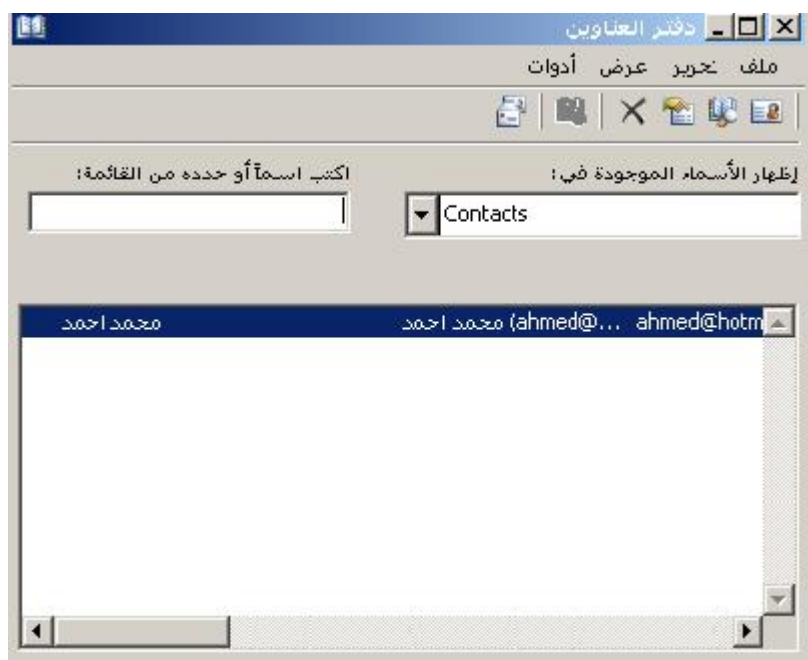 دفتر العناوين
ملف تحرير عرض أدوات
إظهار الأسماء الموجودة في:
اكتب اسماً أو حدده من القائمة:
Contacts
محمد احمد محمد احمد (ahmed@... ahmed@hotm